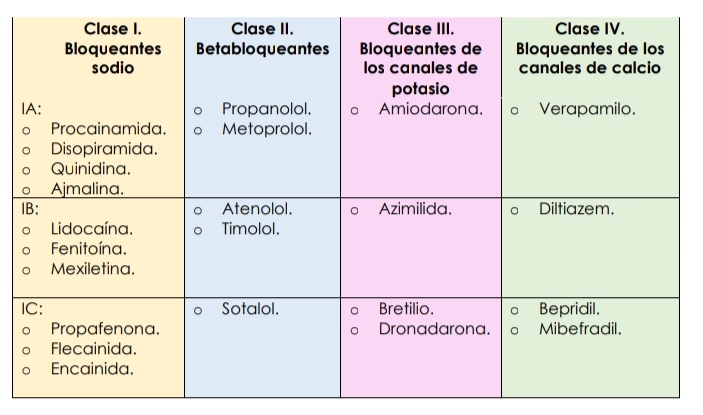 Clase I.
Bloqueantes
sodio
Clase II.
Betabloqueantes
Clase III.
Bloqueantes de
los canales de
potasio
Clase IV.
Bloqueantes de los
canales de calcio
IA:
o Procainamida.
o Disopiramida.
o Quinidina.
o Ajmalina.
o Propanolol.
o Metoprolol.
o Amiodarona.
o Verapamilo.
IB:
o Lidocaína.
o Fenitoína.
o Mexiletina.
o Atenolol.
o Timolol.
o Azimilida.
o Diltiazem.
IC:
o Propafenona.
o Flecainida.
o Encainida.
o Sotalol.
o Bretilio.
o Dronadarona.
o Bepridil.
o Mibefradil.